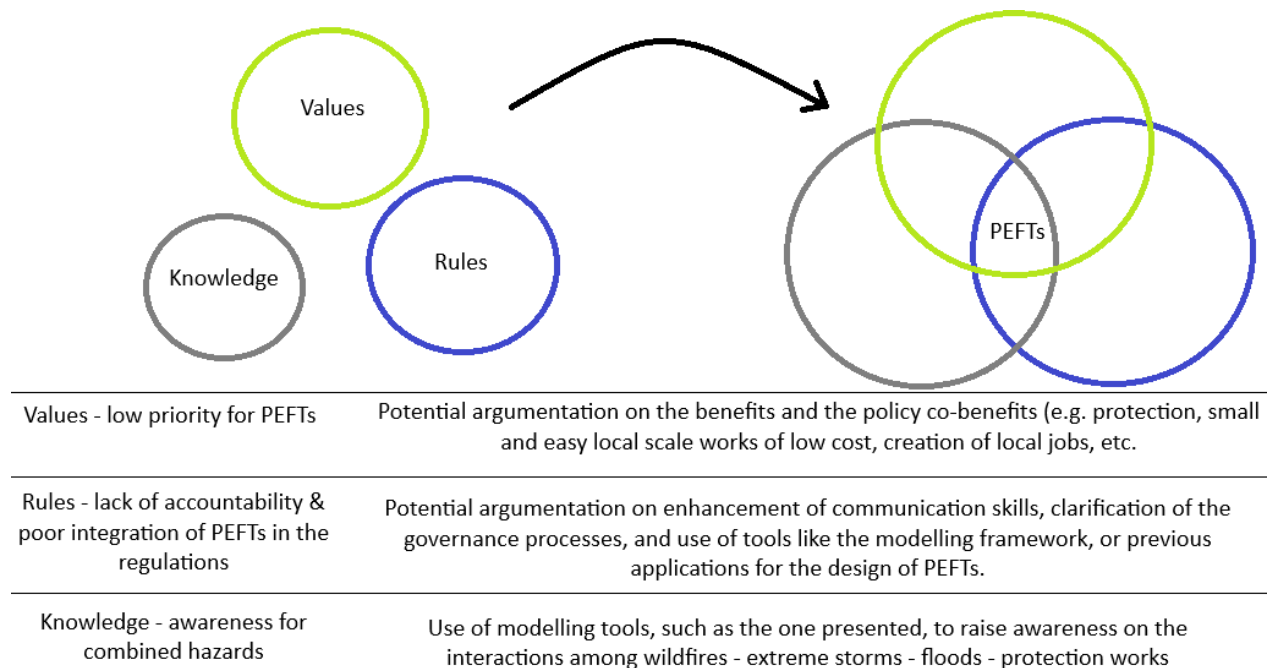 Values
Rules
Knowledge
PEFTs
Values - low priority for PEFTs
Potential argumentation on the benefits and the policy co-benefits (e.g. protection, small
and easy local scale works of low cost, creation of local jobs, etc.
Rules - lack of accountability &
poor integration of PEFTs in the
regulations
Potential argumentation on enhancement of communication skills, clarification of the
governance processes, and use of tools like the modelling framework, or previous
applications for the design of PEFTs.
Knowledge - awareness for
combined hazards
Use of modelling tools, such as the one presented, to raise awareness on the
interactions among wildfires - extreme storms - floods - protection works